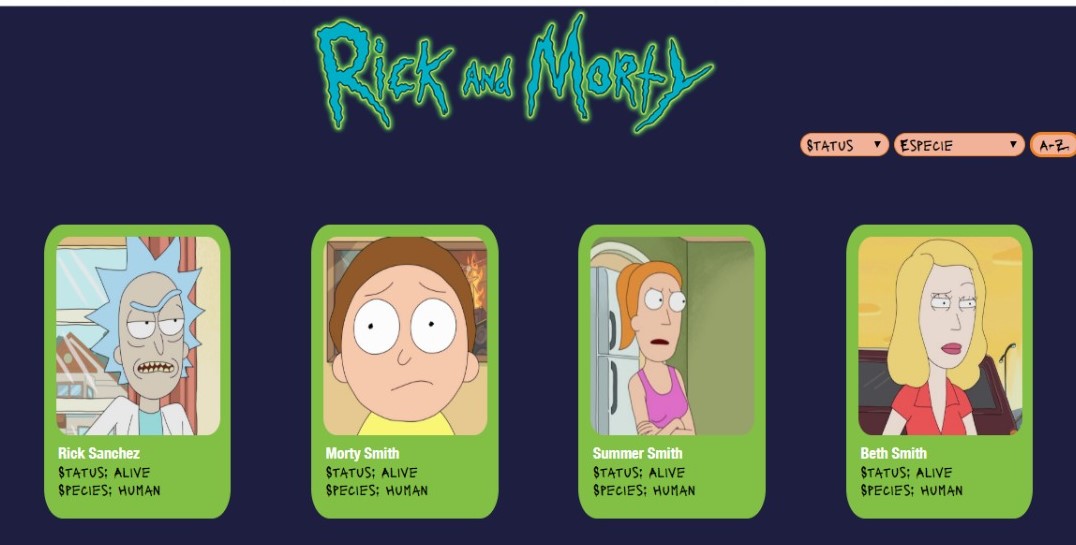 Rick and Morty
STATUS ▼ ESPECIE ▼ A-Z
Rick Sanchez
STATUS: ALIVE
SPECIES: HUMAN
Morty Smith
STATUS: ALIVE
SPECIES: HUMAN
Summer Smith
STATUS: ALIVE
SPECIES: HUMAN
Beth Smith
STATUS: ALIVE
SPECIES: HUMAN